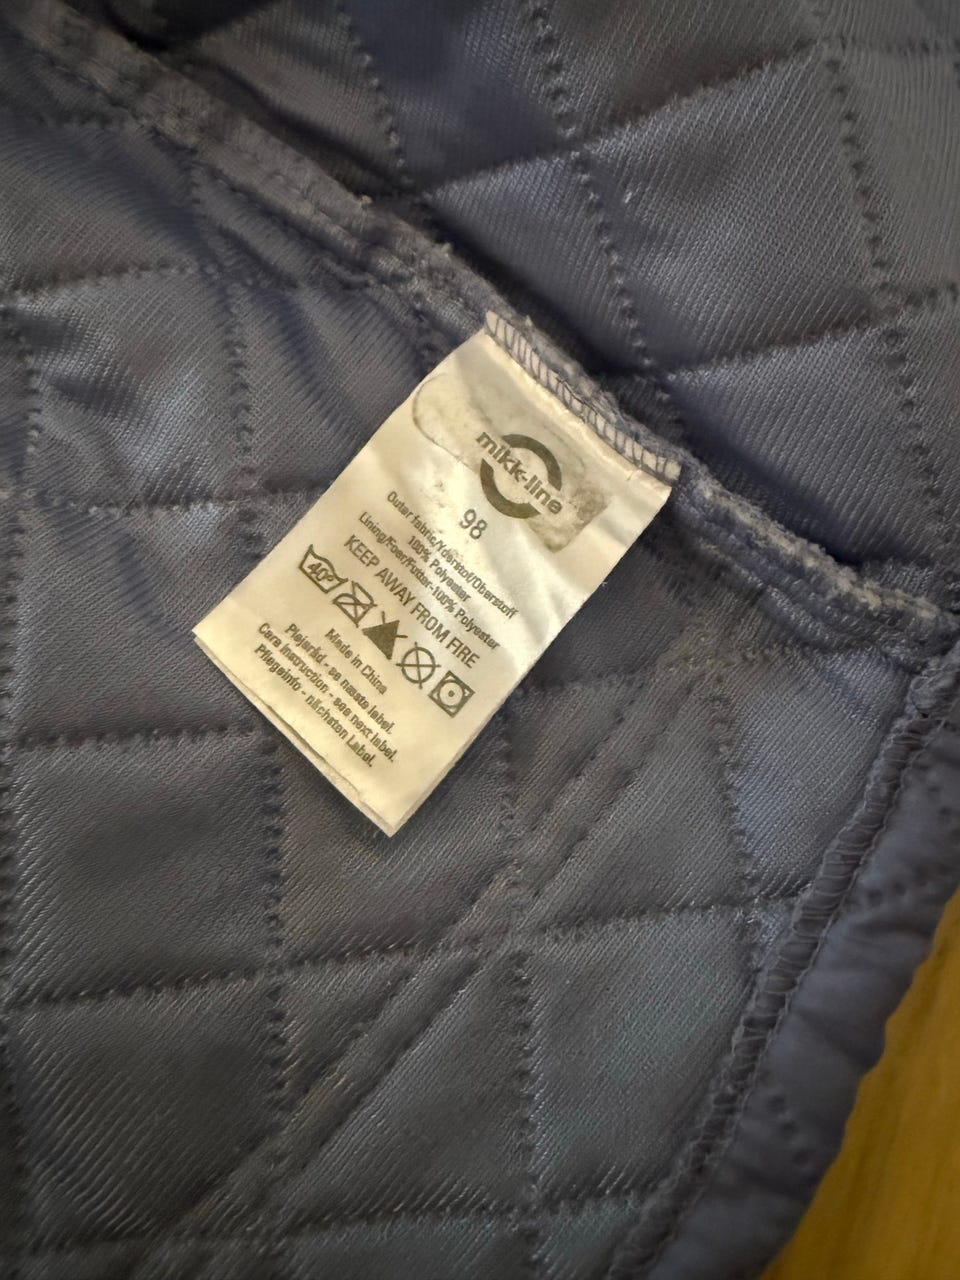 mikk-line
98
Outer fabric/Yderstof/Oberstoff
100% Polyester
Lining/Foer/Futter-100% Polyester
KEEP AWAY FROM FIRE
40°
Made in China
Plejeråd - se næste label.
Care instruction - see next label.
Pflegeinfo - nächsten Label.